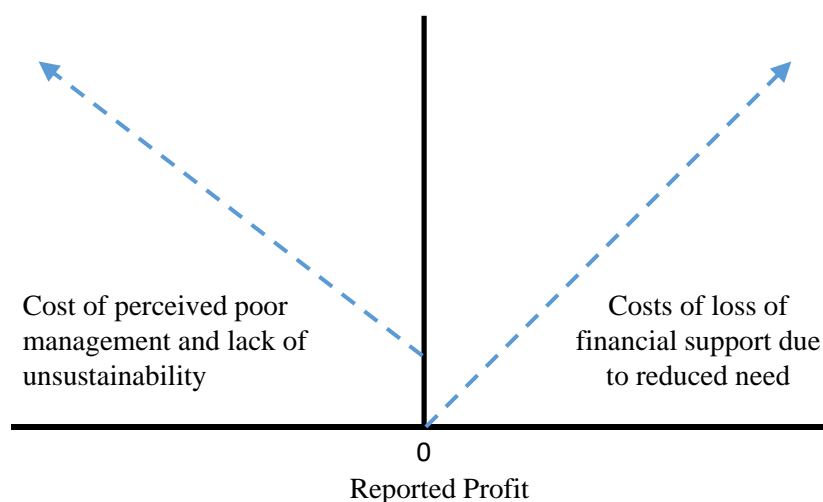 Cost of perceived poor
management and lack of
unsustainability
Costs of loss of
financial support due
to reduced need
0
Reported Profit